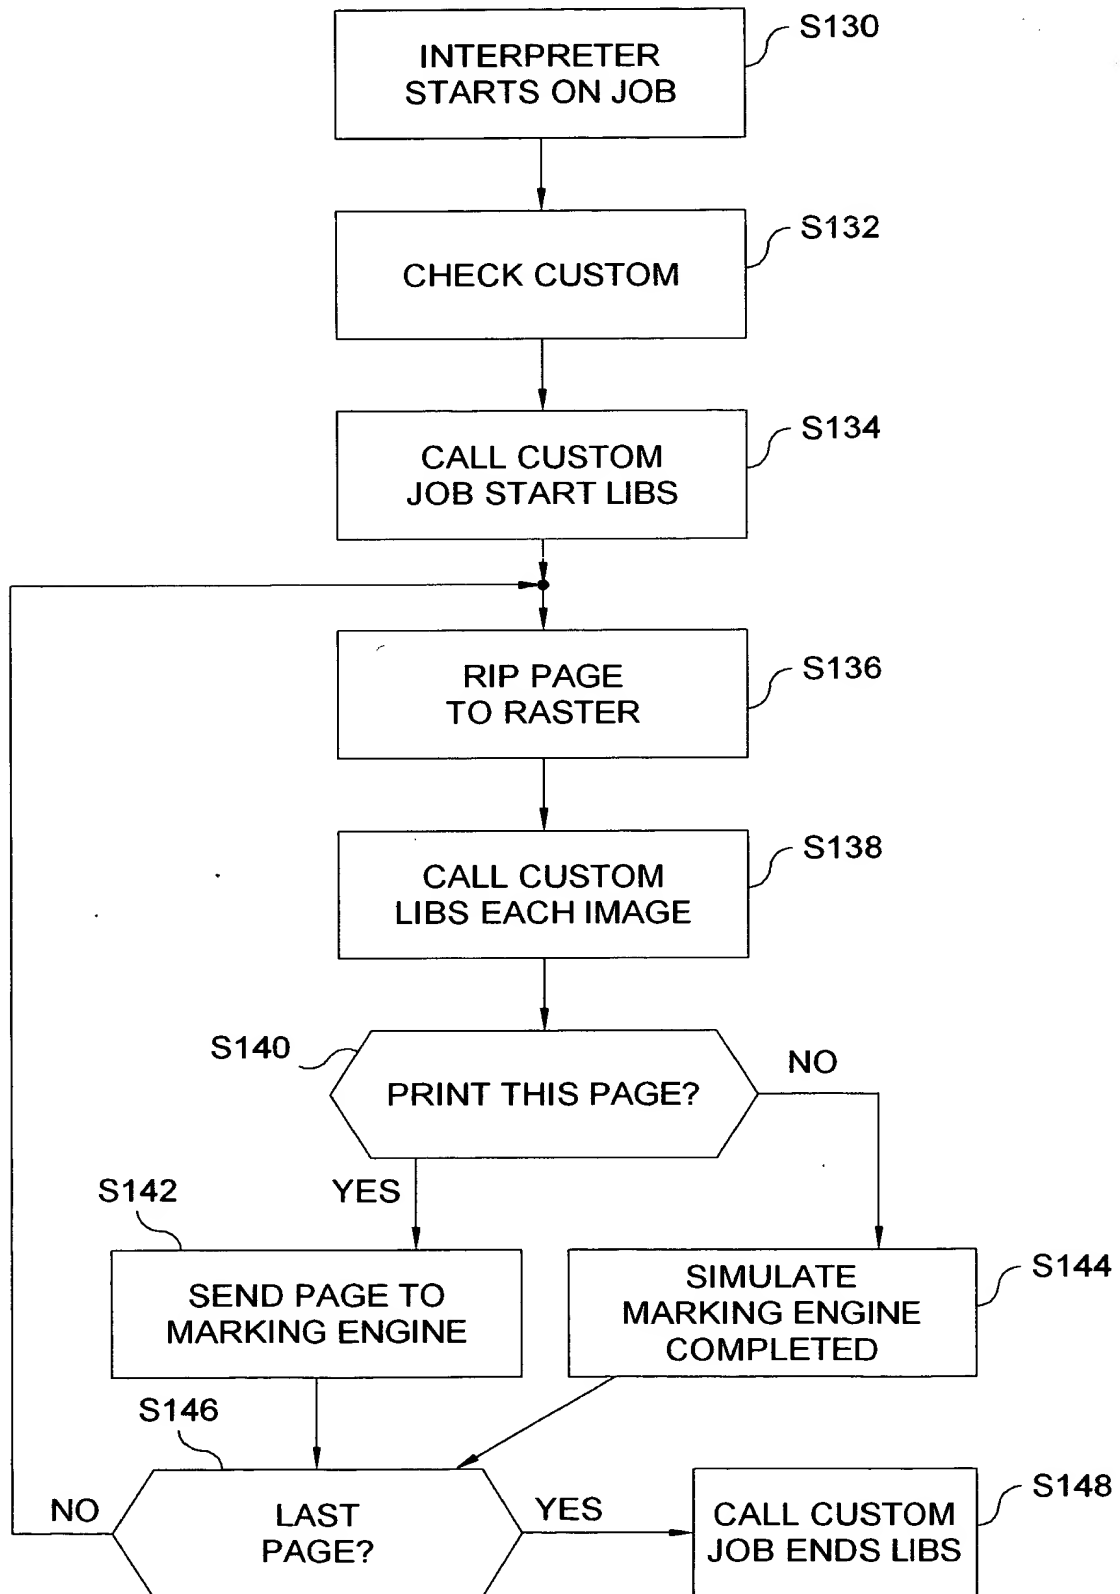 S130
INTERPRETER
STARTS ON JOB
S132
CHECK CUSTOM
S134
CALL CUSTOM
JOB START LIBS
S136
RIP PAGE
TO RASTER
S138
CALL CUSTOM
LIBS EACH IMAGE
S140
PRINT THIS PAGE?
NO
YES
S142
SEND PAGE TO
MARKING ENGINE
S144
SIMULATE
MARKING ENGINE
COMPLETED
S146
LAST
PAGE?
NO
YES
S148
CALL CUSTOM
JOB ENDS LIBS